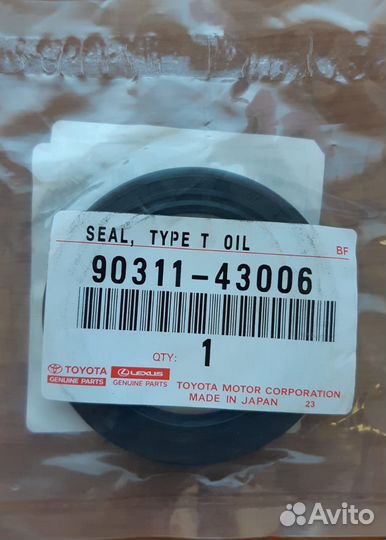 SEAL, TYPE T OIL
BF
90311-43006
QTY: 1
TOYOTA LEXUS
GENUINE PARTS GENUINE PARTS
TOYOTA MOTOR CORPORATION
MADE IN JAPAN 23
Avito